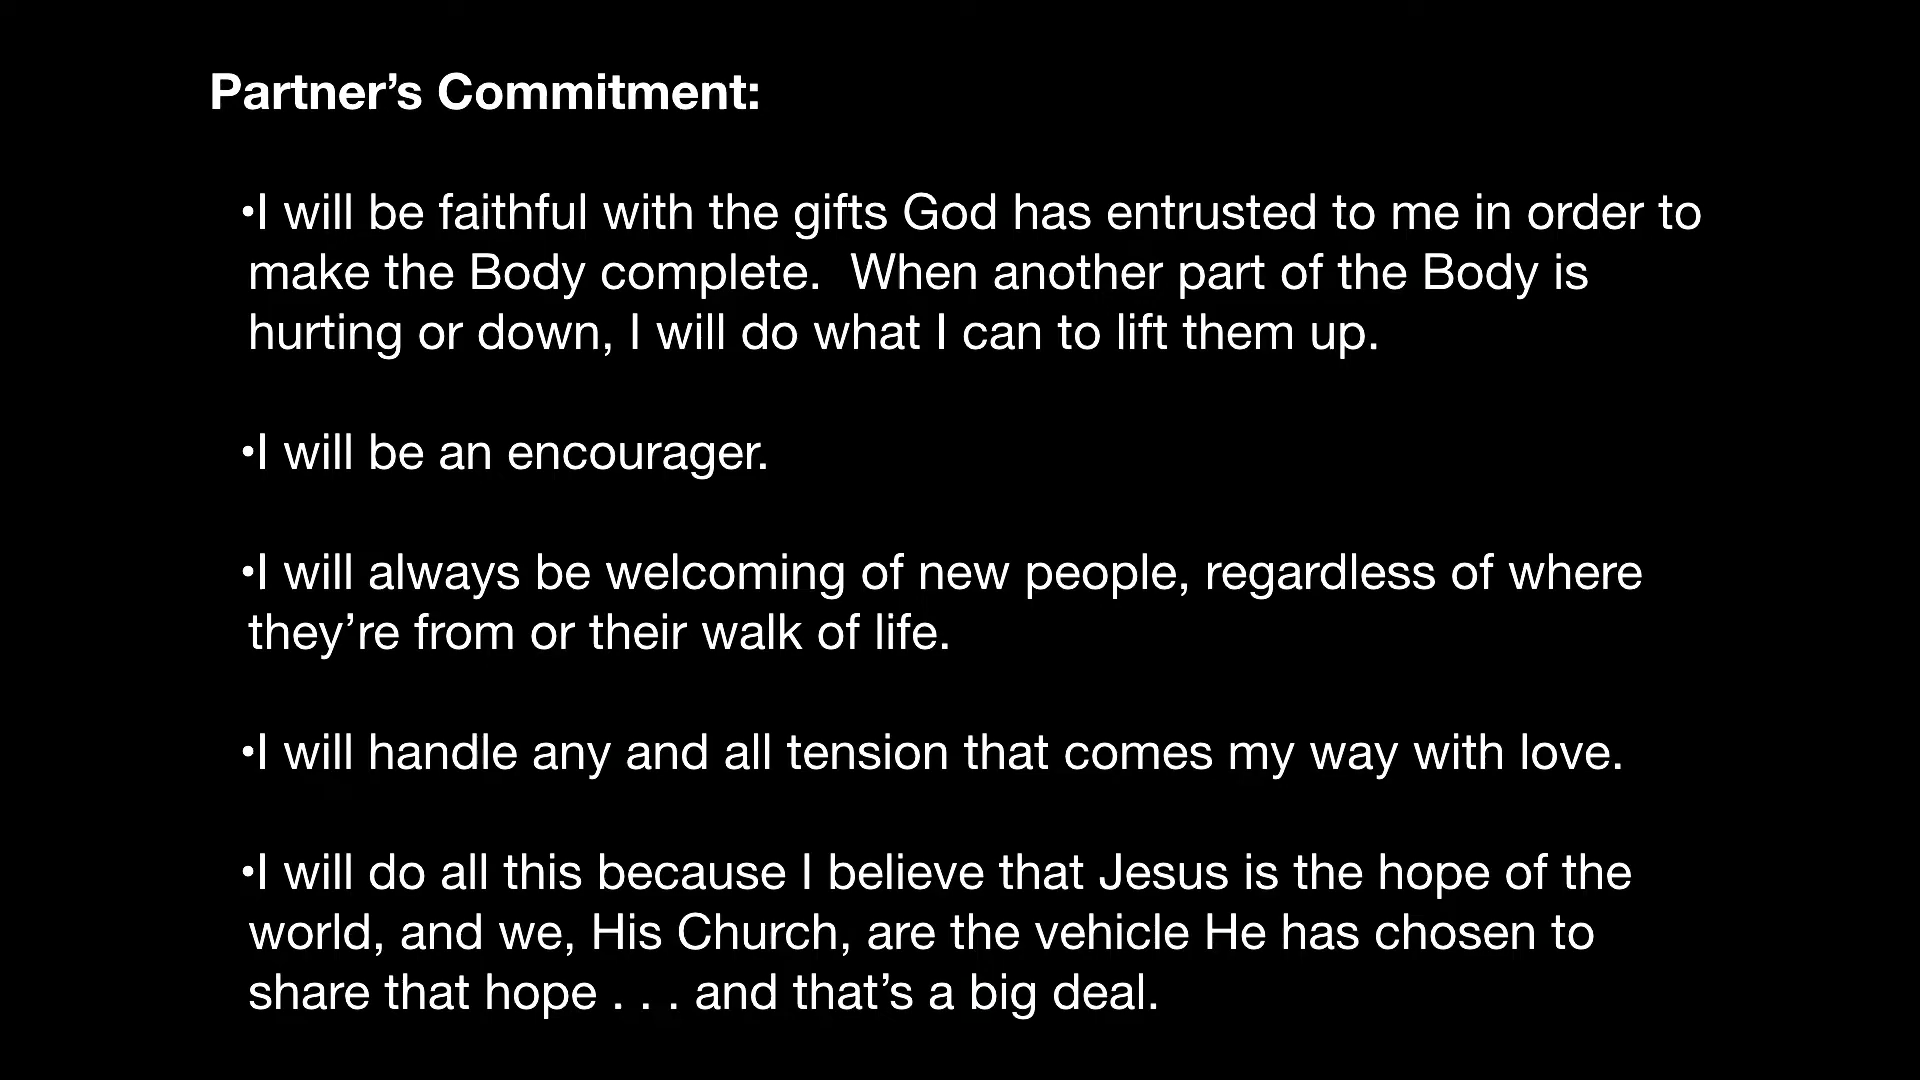 Partner’s Commitment:
•I will be faithful with the gifts God has entrusted to me in order to
make the Body complete.  When another part of the Body is
hurting or down, I will do what I can to lift them up.
•I will be an encourager.
•I will always be welcoming of new people, regardless of where
they’re from or their walk of life.
•I will handle any and all tension that comes my way with love.
•I will do all this because I believe that Jesus is the hope of the
world, and we, His Church, are the vehicle He has chosen to
share that hope . . . and that’s a big deal.